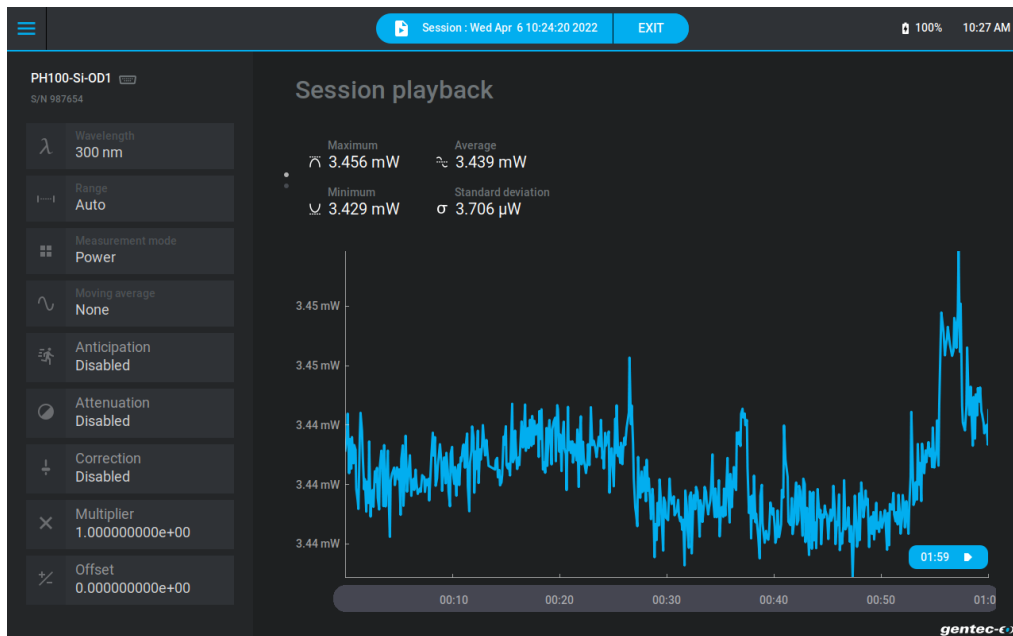 Session : Wed Apr 6 10:24:20 2022
EXIT
100%
10:27 AM
PH100-Si-OD1
S/N 987654
λ
Wavelength
300 nm
Range
Auto
Measurement mode
Power
Moving average
None
Anticipation
Disabled
Attenuation
Disabled
Correction
Disabled
Multiplier
1.000000000e+00
Offset
0.000000000e+00
Session playback
Maximum
3.456 mW
Average
3.439 mW
Minimum
3.429 mW
Standard deviation
σ 3.706 µW
3.45 mW
3.45 mW
3.44 mW
3.44 mW
3.44 mW
01:59
00:10
00:20
00:30
00:40
00:50
01:0
gentec-eo